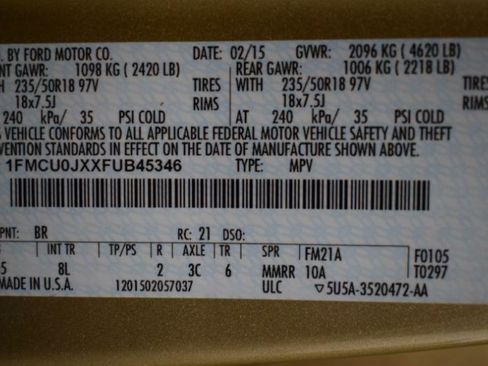 . BY FORD MOTOR CO. DATE: 02/15 GVWR: 2096 KG ( 4620 LB)
NT GAWR: 1098 KG ( 2420 LB) REAR GAWR: 1006 KG ( 2218 LB)
H 235/50R18 97V TIRES WITH 235/50R18 97V TIRES
18x7.5J RIMS 18x7.5J RIMS
240 kPa/ 35 PSI COLD AT 240 kPa/ 35 PSI COLD
S VEHICLE CONFORMS TO ALL APPLICABLE FEDERAL MOTOR VEHICLE SAFETY AND THEFT
VENTION STANDARDS IN EFFECT ON THE DATE OF MANUFACTURE SHOWN ABOVE.
1FMCU0JXXFUB45346 TYPE: MPV
PNT: BR RC: 21 DSO:
INT TR TP/PS R AXLE TR SPR FM21A F0105
5 8L 2 3C 6 MMRR 10A T0297
MADE IN U.S.A. 1201502057037 ULC ▽5U5A-3520472-AA